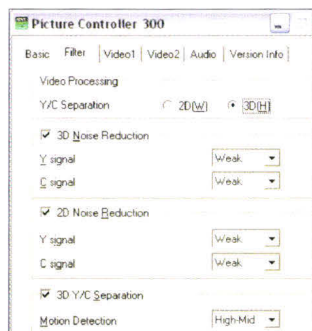 Picture Controller 300
Basic Filter Video1 Video2 Audio Version Info
Video Processing
Y/C Separation 2D(W) 3D(H)
3D Noise Reduction
Y signal Weak
C signal Weak
2D Noise Reduction
Y signal Weak
C signal Weak
3D Y/C Separation
Motion Detection High-Mid